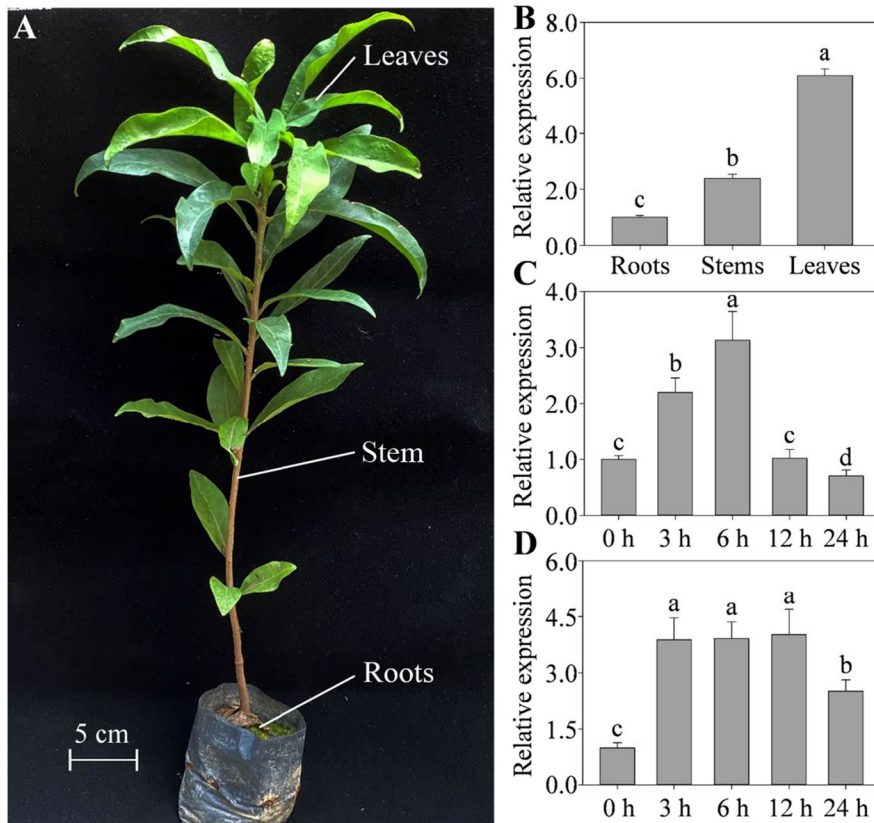 A
Leaves
Stem
Roots
5 cm
B
Relative expression
8.0
6.0
4.0
2.0
0.0
c
b
a
Roots Stems Leaves
C
Relative expression
4.0
3.0
2.0
1.0
0.0
c
b
a
c
d
0 h 3 h 6 h 12 h 24 h
D
Relative expression
6.0
4.5
3.0
1.5
0.0
c
a
a
a
b
0 h 3 h 6 h 12 h 24 h